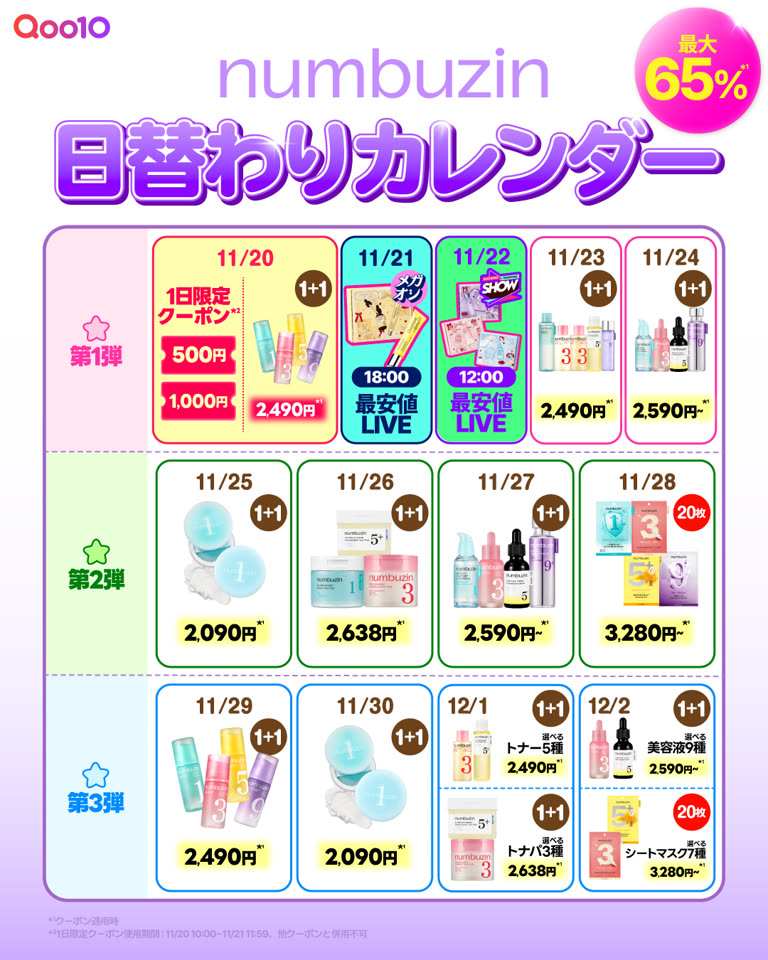 Qoo10
numbuzin
最大
65%*1
日替わりカレンダー
第1弾
11/20
1日限定
クーポン*2
500円
1,000円
1+1
2,490円*1
11/21
メガ
オシ
18:00
最安値
LIVE
11/22
SHOW
12:00
最安値
LIVE
11/23
1+1
2,490円*1
11/24
1+1
2,590円~*1
第2弾
11/25
1+1
2,090円*1
11/26
1+1
numbuzin
5+
numbuzin
1
numbuzin
3
2,638円*1
11/27
1+1
2,590円~*1
11/28
20枚
3,280円~*1
第3弾
11/29
1+1
2,490円*1
11/30
1+1
2,090円*1
12/1
1+1
選べる
トナー5種
2,490円*1
1+1
numbuzin
5+
numbuzin
3
選べる
トナパ3種
2,638円*1
12/2
1+1
選べる
美容液9種
2,590円~*1
20枚
選べる
シートマスク7種
3,280円~*1
*1クーポン適用時
*21日限定クーポン使用期間：11/20 10:00~11/21 11:59、他クーポンと併用不可